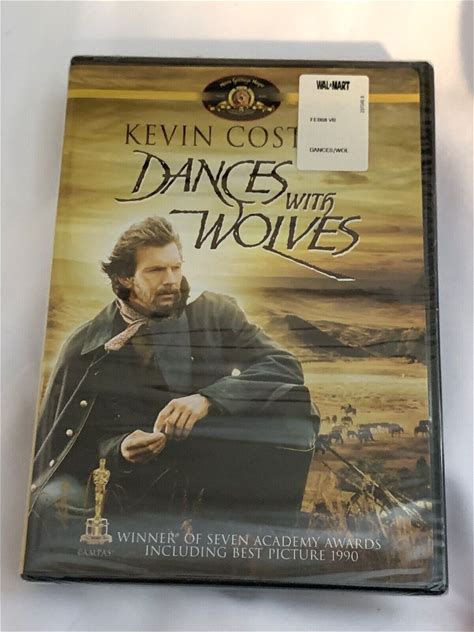 WAL★MART
DANCES/WOL
KEVIN COST
DANCES
WITH
WOLVES
WINNER OF SEVEN ACADEMY AWARDS
INCLUDING BEST PICTURE 1990
©A.M.P.A.S.®